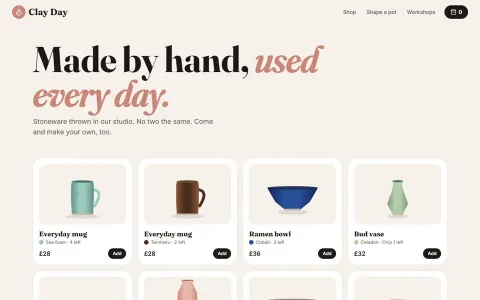 Clay Day
Shop
Shape a pot
Workshops
0
Made by hand, used
every day.
Stoneware thrown in our studio. No two the same. Come
and make your own, too.
Everyday mug
Sea foam · 4 left
£28
Add
Everyday mug
Tenmoku · 2 left
£28
Add
Ramen bowl
Cobalt · 3 left
£36
Add
Bud vase
Celadon · Only 1 left
£32
Add